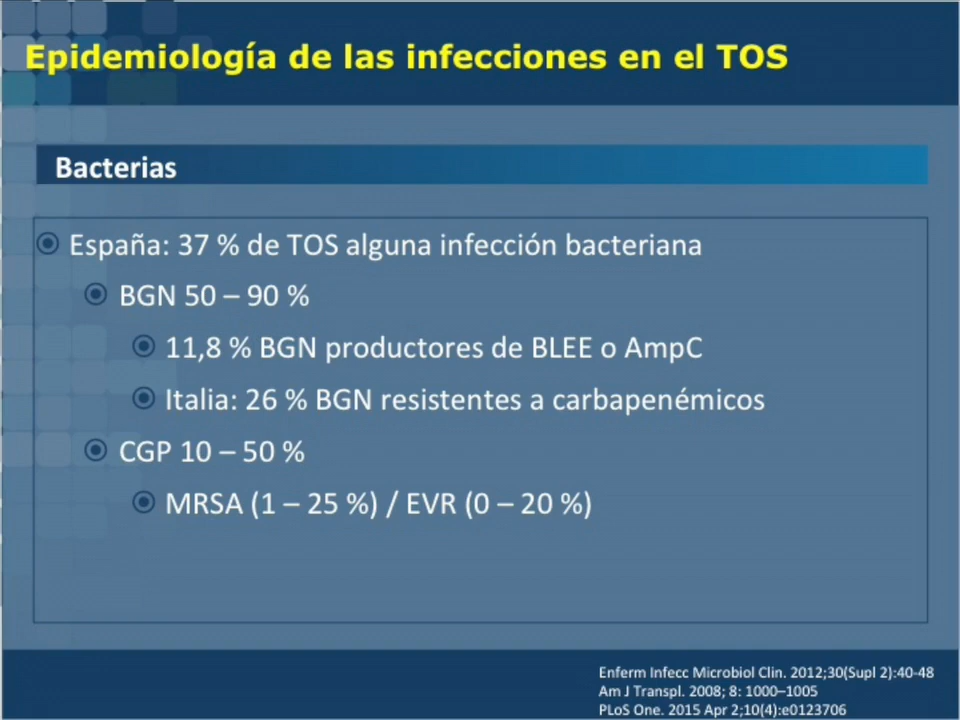 Epidemiología de las infecciones en el TOS
Bacterias
España: 37 % de TOS alguna infección bacteriana
BGN 50 – 90 %
11,8 % BGN productores de BLEE o AmpC
Italia: 26 % BGN resistentes a carbapenémicos
CGP 10 – 50 %
MRSA (1 – 25 %) / EVR (0 – 20 %)
Enferm Infecc Microbiol Clin. 2012;30(Supl 2):40-48
Am J Transpl. 2008; 8: 1000–1005
PLoS One. 2015 Apr 2;10(4):e0123706